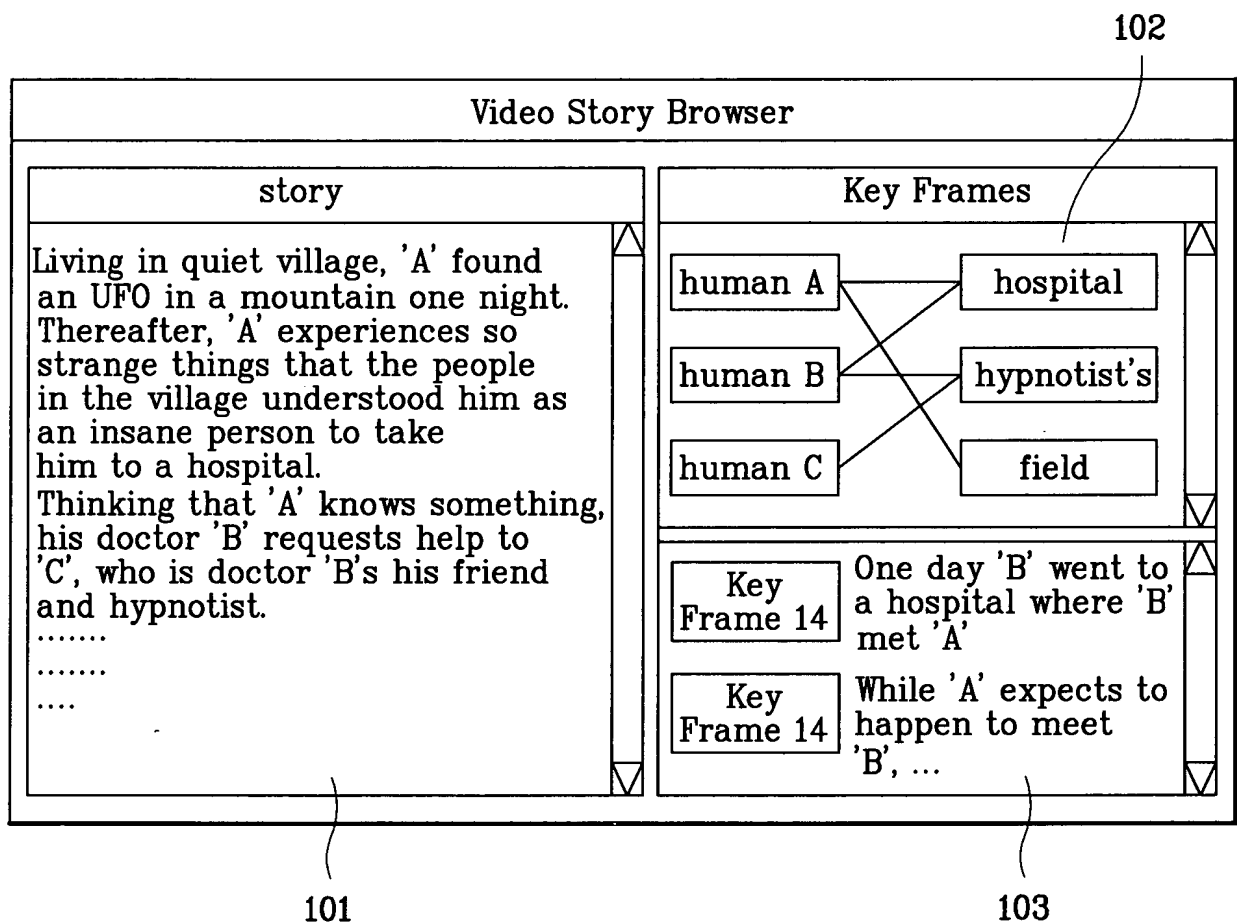 102
Video Story Browser
story
Living in quiet village, 'A' found
an UFO in a mountain one night.
Thereafter, 'A' experiences so
strange things that the people
in the village understood him as
an insane person to take
him to a hospital.
Thinking that 'A' knows something,
his doctor 'B' requests help to
'C', who is doctor 'B's his friend
and hypnotist.
.......
.......
....
Key Frames
human A
hospital
human B
hypnotist's
human C
field
Key
Frame 14
One day 'B' went to
a hospital where 'B'
met 'A'
Key
Frame 14
While 'A' expects to
happen to meet
'B', ...
101
103